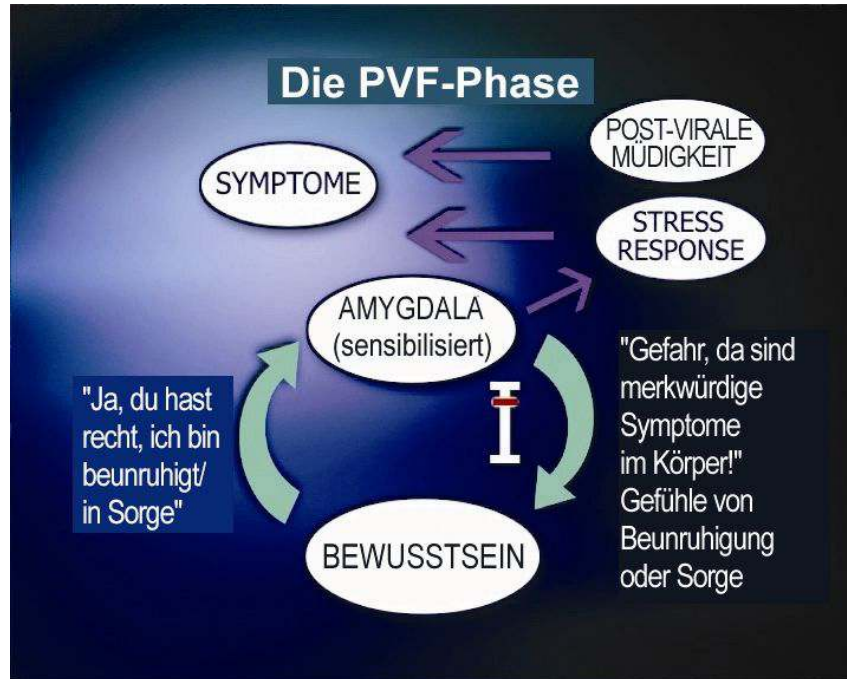 Die PVF-Phase
POST-VIRALE
MÜDIGKEIT
SYMPTOME
STRESS
RESPONSE
AMYGDALA
(sensibilisiert)
"Gefahr, da sind
merkwürdige
Symptome
im Körper!"
Gefühle von
Beunruhigung
oder Sorge
"Ja, du hast
recht, ich bin
beunruhigt/
in Sorge"
BEWUSSTSEIN